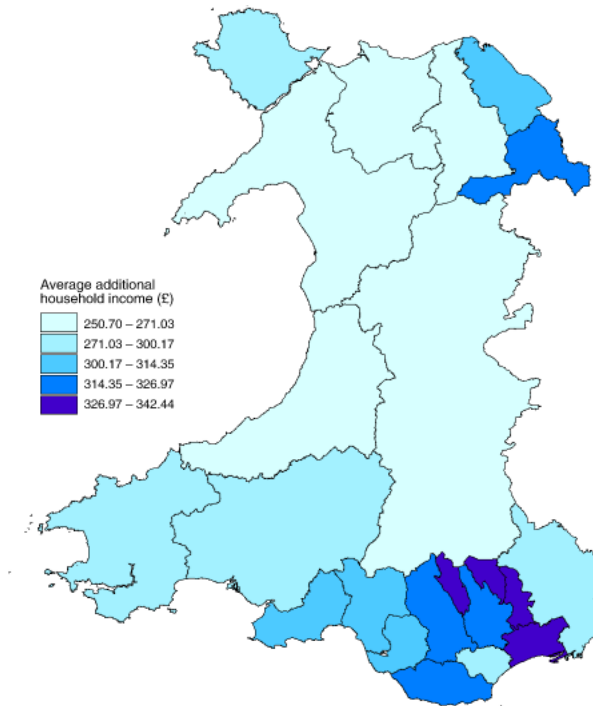 Average additional
household income (£)
250.70 – 271.03
271.03 – 300.17
300.17 – 314.35
314.35 – 326.97
326.97 – 342.44